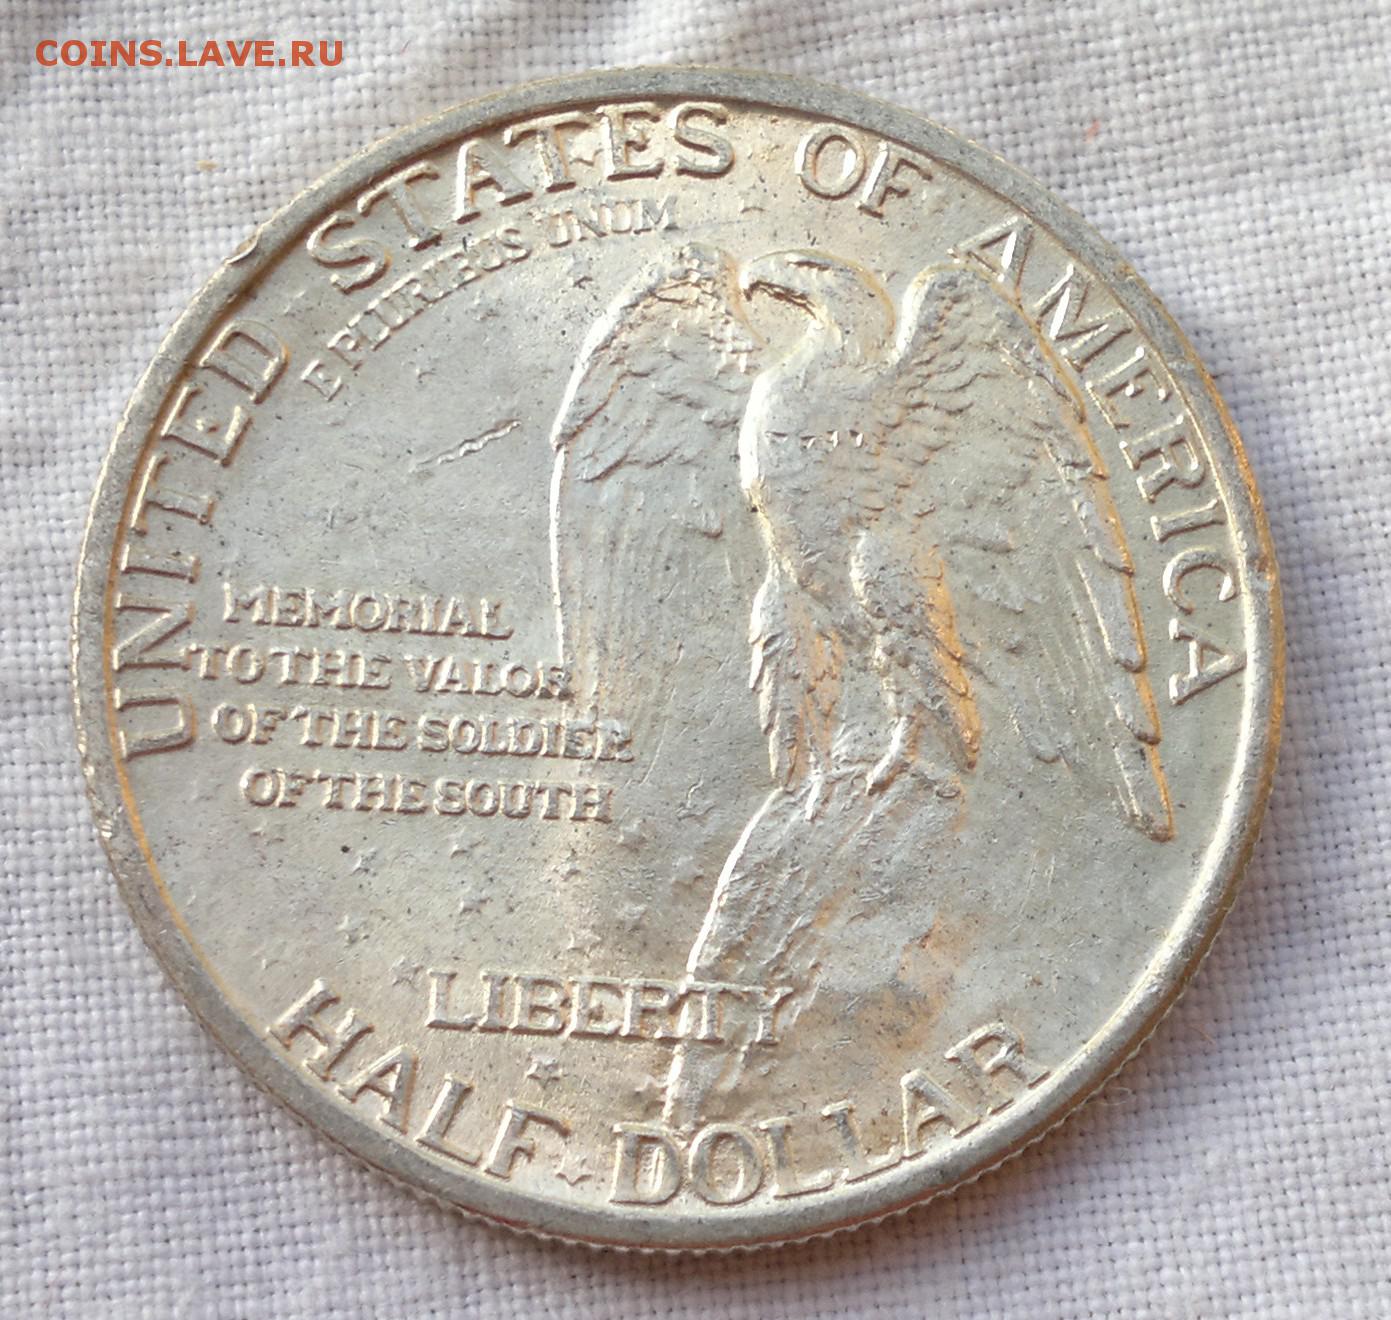 COINS.LAVE.RU
UNITED STATES OF AMERICA
E PLURIBUS UNUM
MEMORIAL
TO THE VALOR
OF THE SOLDIER
OF THE SOUTH
LIBERTY
HALF DOLLAR